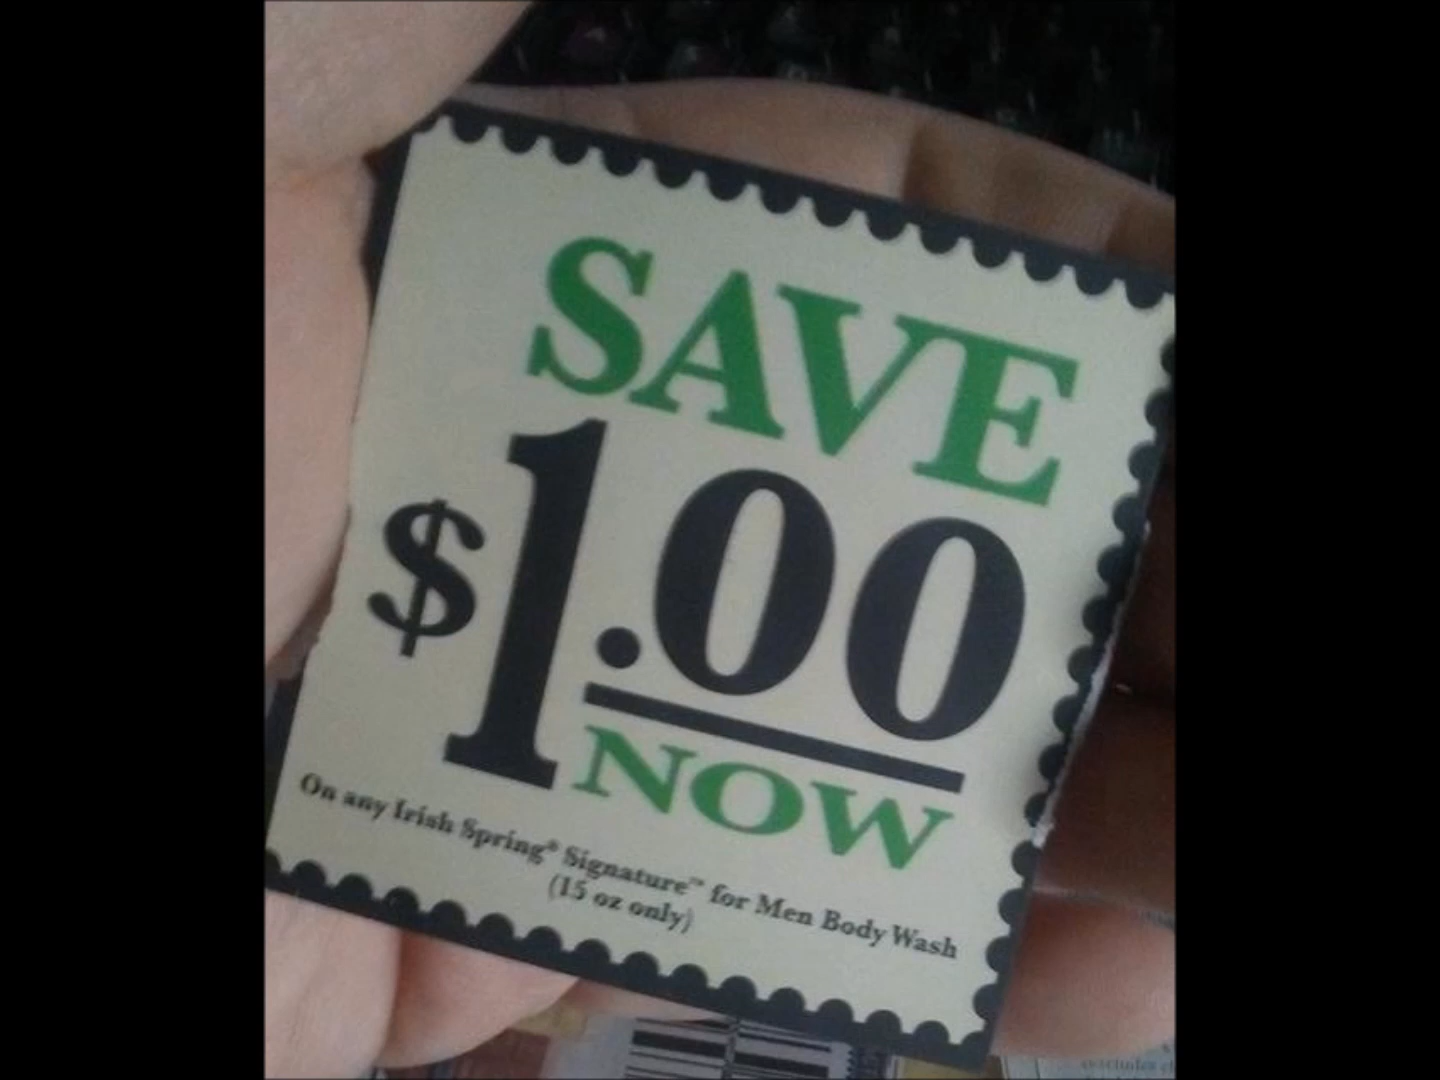 SAVE
$1.00
NOW
On any Irish Spring® Signature™ for Men Body Wash
(15 oz only)